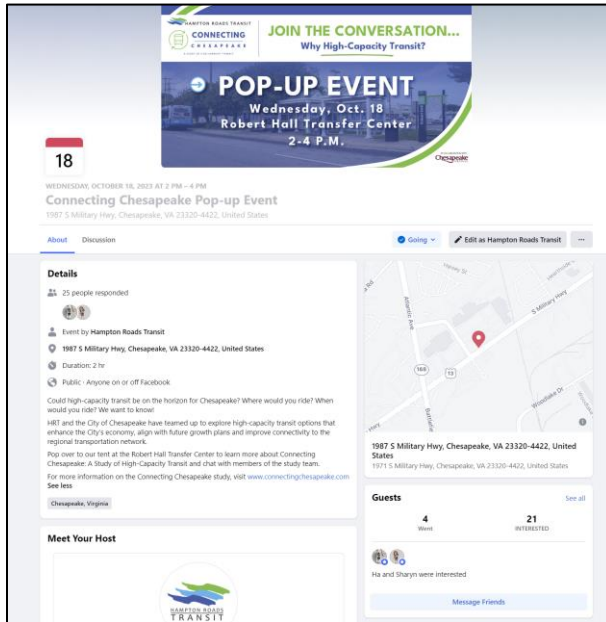 HAMPTON ROADS TRANSIT
CONNECTING
CHESAPEAKE
JOIN THE CONVERSATION...
Why High-Capacity Transit?
POP-UP EVENT
Wednesday, Oct. 18
Robert Hall Transfer Center
2-4 P.M.
Chesapeake
18
WEDNESDAY, OCTOBER 18, 2023 AT 2 PM – 4 PM
Connecting Chesapeake Pop-up Event
1987 S Military Hwy, Chesapeake, VA 23320-4422, United States
About Discussion
Going
Edit as Hampton Roads Transit
...
Details
25 people responded
Event by Hampton Roads Transit
1987 S Military Hwy, Chesapeake, VA 23320-4422, United States
Duration: 2 hr
Public · Anyone on or off Facebook
Could high-capacity transit be on the horizon for Chesapeake? Where would you ride? When
would you ride? We want to know!
HRT and the City of Chesapeake have teamed up to explore high-capacity transit options that
enhance the City's economy, align with future growth plans and improve connectivity to the
regional transportation network.
Pop over to our tent at the Robert Hall Transfer Center to learn more about Connecting
Chesapeake: A Study of High-Capacity Transit and chat with members of the study team.
For more information on the Connecting Chesapeake study, visit www.connectingchesapeake.com
See less
Chesapeake, Virginia
Meet Your Host
HAMPTON ROADS
TRANSIT
Atlantic Ave
S Military Hwy
168
13
Woodlake Dr
Battlefield
Hwy
1987 S Military Hwy, Chesapeake, VA 23320-4422, United
States
1971 S Military Hwy, Chesapeake, VA 23320-4422, United States
Guests
See all
4
Went
21
INTERESTED
Ha and Sharyn were interested
Message Friends